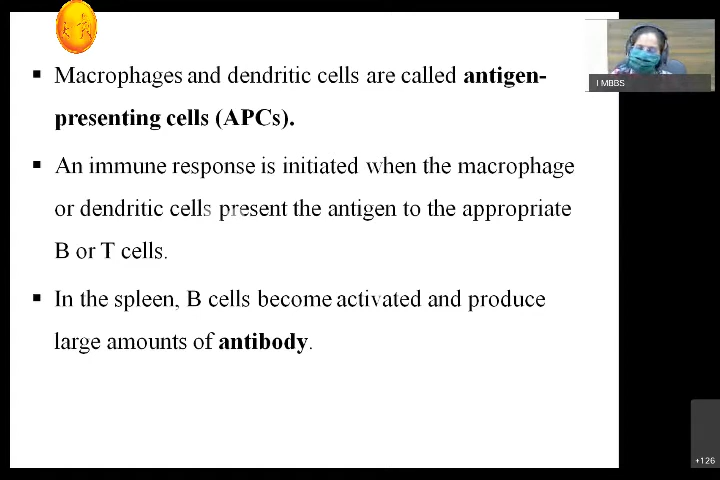 ▪ Macrophages and dendritic cells are called antigen-
presenting cells (APCs).
▪ An immune response is initiated when the macrophage
or dendritic cells present the antigen to the appropriate
B or T cells.
▪ In the spleen, B cells become activated and produce
large amounts of antibody.
I MBBS
+126